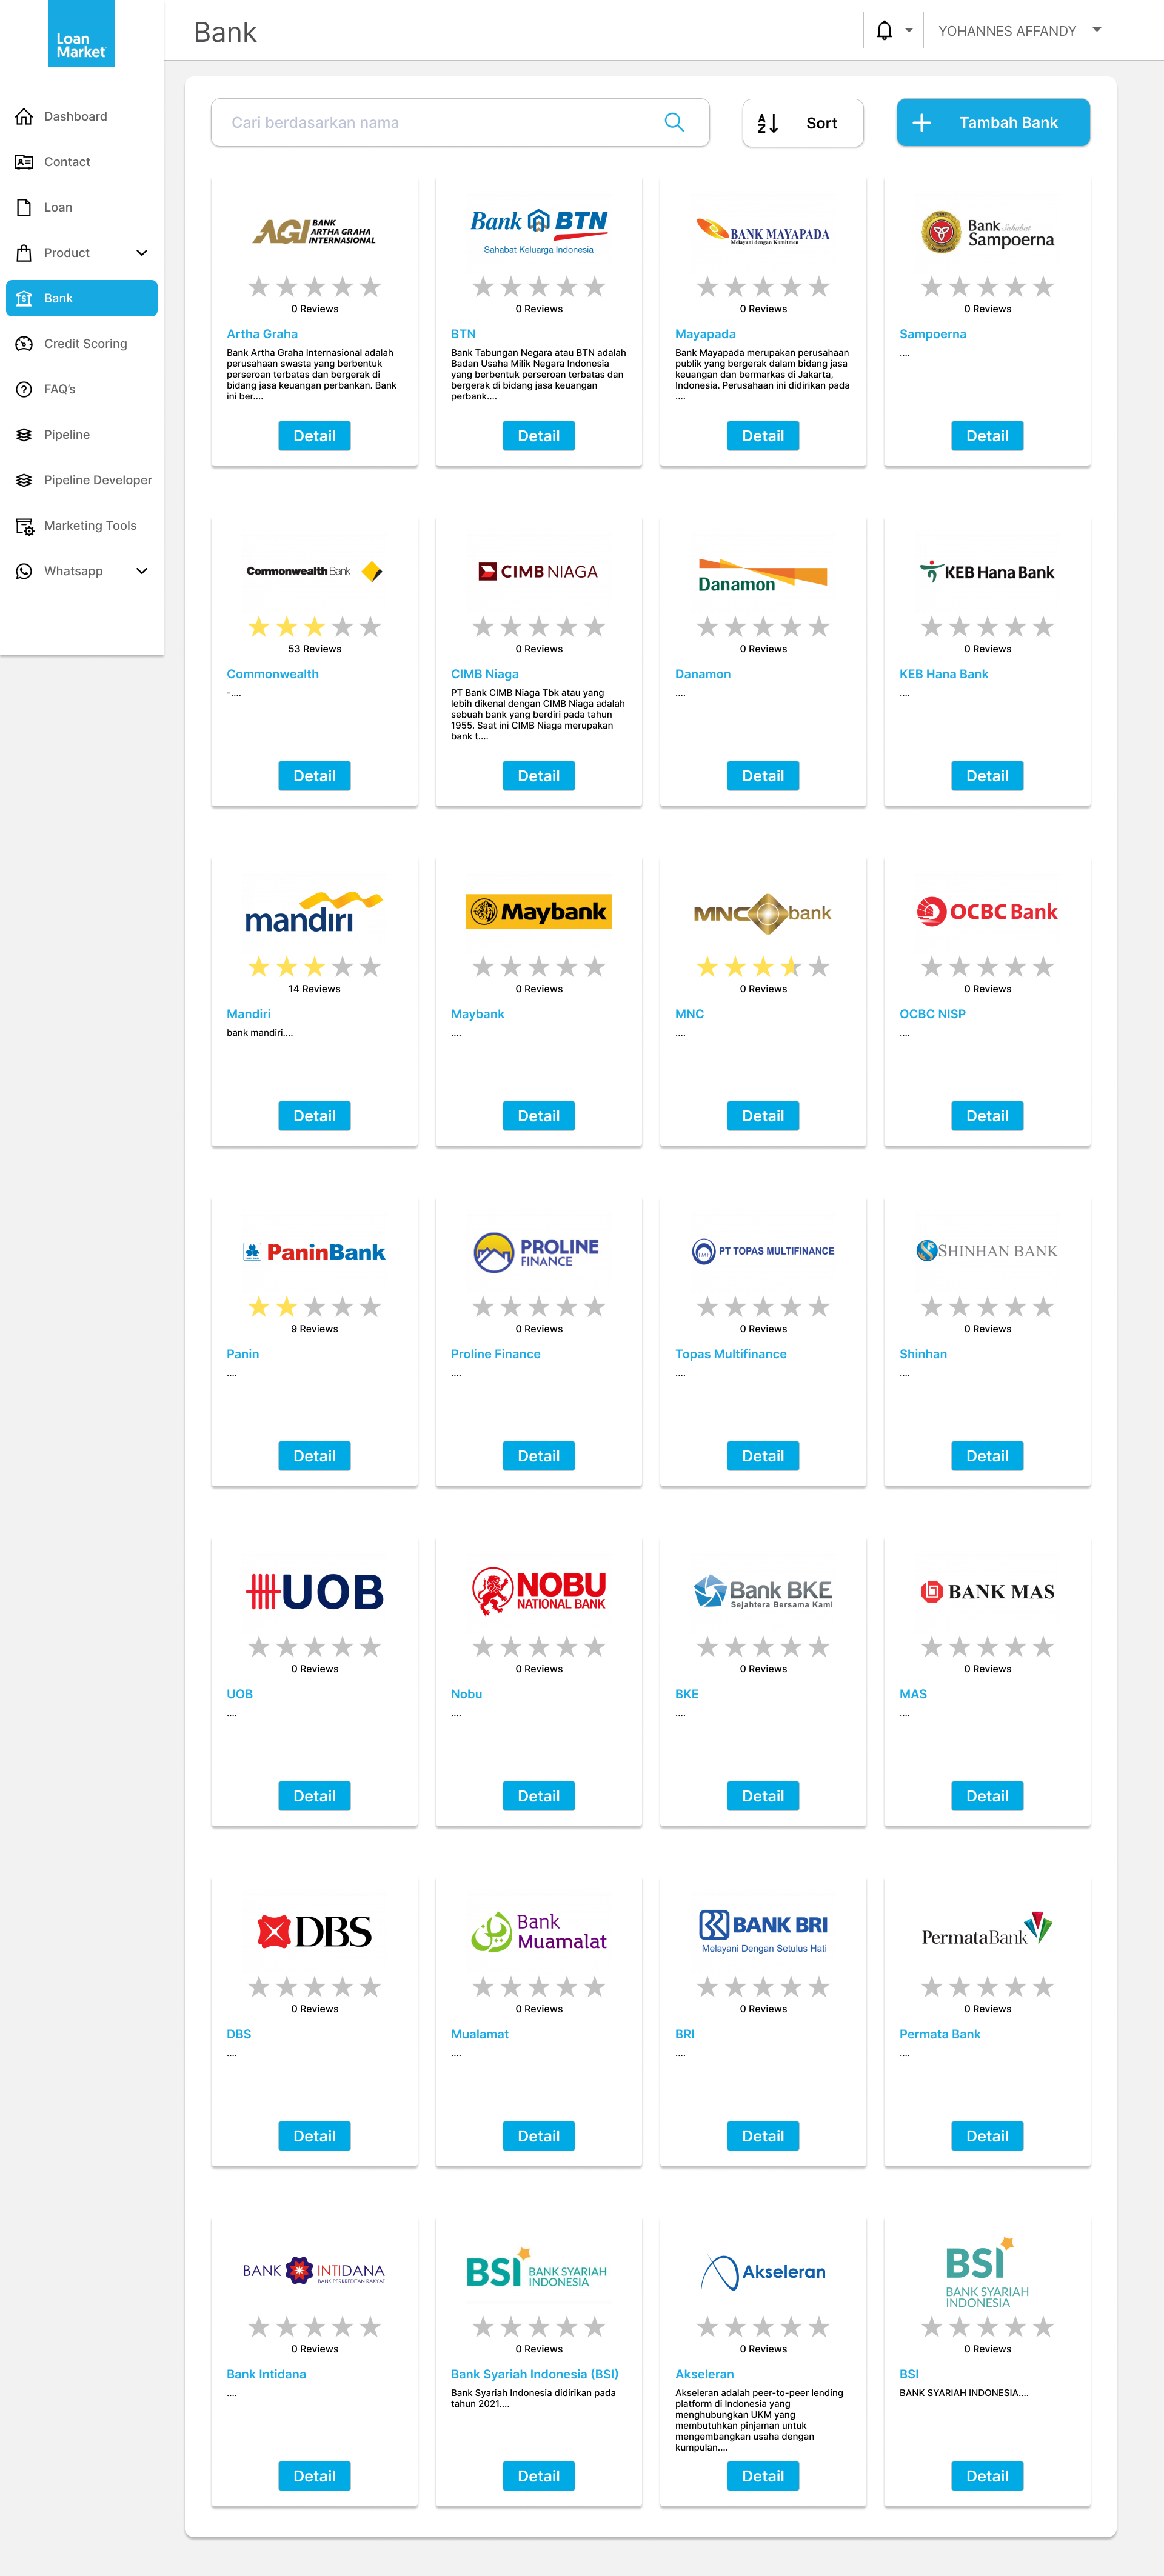 Loan
Market
Bank
YOHANNES AFFANDY
Dashboard
Contact
Loan
Product
Bank
Credit Scoring
FAQ's
Pipeline
Pipeline Developer
Marketing Tools
Whatsapp
Cari berdasarkan nama
A
Z
Sort
Tambah Bank
AGI BANK
ARTHA GRAHA
INTERNASIONAL
0 Reviews
Artha Graha
Bank Artha Graha Internasional adalah
perusahaan swasta yang berbentuk
perseroan terbatas dan bergerak di
bidang jasa keuangan perbankan. Bank
ini ber....
Detail
Bank BTN
Sahabat Keluarga Indonesia
0 Reviews
BTN
Bank Tabungan Negara atau BTN adalah
Badan Usaha Milik Negara Indonesia
yang berbentuk perseroan terbatas dan
bergerak di bidang jasa keuangan
perbank....
Detail
BANK MAYAPADA
Melayani dengan Komitmen
0 Reviews
Mayapada
Bank Mayapada merupakan perusahaan
publik yang bergerak dalam bidang jasa
keuangan dan bermarkas di Jakarta,
Indonesia. Perusahaan ini didirikan pada
....
Detail
Bank Sahabat
Sampoerna
0 Reviews
Sampoerna
....
Detail
CommonwealthBank
53 Reviews
Commonwealth
-....
Detail
CIMB NIAGA
0 Reviews
CIMB Niaga
PT Bank CIMB Niaga Tbk atau yang
lebih dikenal dengan CIMB Niaga adalah
sebuah bank yang berdiri pada tahun
1955. Saat ini CIMB Niaga merupakan
bank t....
Detail
Danamon
0 Reviews
Danamon
....
Detail
KEB Hana Bank
0 Reviews
KEB Hana Bank
....
Detail
mandiri
14 Reviews
Mandiri
bank mandiri....
Detail
Maybank
0 Reviews
Maybank
....
Detail
MNC bank
0 Reviews
MNC
....
Detail
OCBC Bank
0 Reviews
OCBC NISP
....
Detail
PaninBank
9 Reviews
Panin
....
Detail
PROLINE
FINANCE
0 Reviews
Proline Finance
....
Detail
TMF PT TOPAS MULTIFINANCE
0 Reviews
Topas Multifinance
....
Detail
SHINHAN BANK
0 Reviews
Shinhan
....
Detail
UOB
0 Reviews
UOB
....
Detail
NOBU
NATIONAL BANK
0 Reviews
Nobu
....
Detail
Bank BKE
Sejahtera Bersama Kami
0 Reviews
BKE
....
Detail
BANK MAS
0 Reviews
MAS
....
Detail
DBS
0 Reviews
DBS
....
Detail
Bank
Muamalat
0 Reviews
Mualamat
....
Detail
BANK BRI
Melayani Dengan Setulus Hati
0 Reviews
BRI
....
Detail
PermataBank
0 Reviews
Permata Bank
....
Detail
BANK INTIDANA
BANK PERKREDITAN RAKYAT
0 Reviews
Bank Intidana
....
Detail
BSI BANK SYARIAH
INDONESIA
0 Reviews
Bank Syariah Indonesia (BSI)
Bank Syariah Indonesia didirikan pada
tahun 2021....
Detail
Akseleran
0 Reviews
Akseleran
Akseleran adalah peer-to-peer lending
platform di Indonesia yang
menghubungkan UKM yang
membutuhkan pinjaman untuk
mengembangkan usaha dengan
kumpulan....
Detail
BSI
BANK SYARIAH
INDONESIA
0 Reviews
BSI
BANK SYARIAH INDONESIA....
Detail